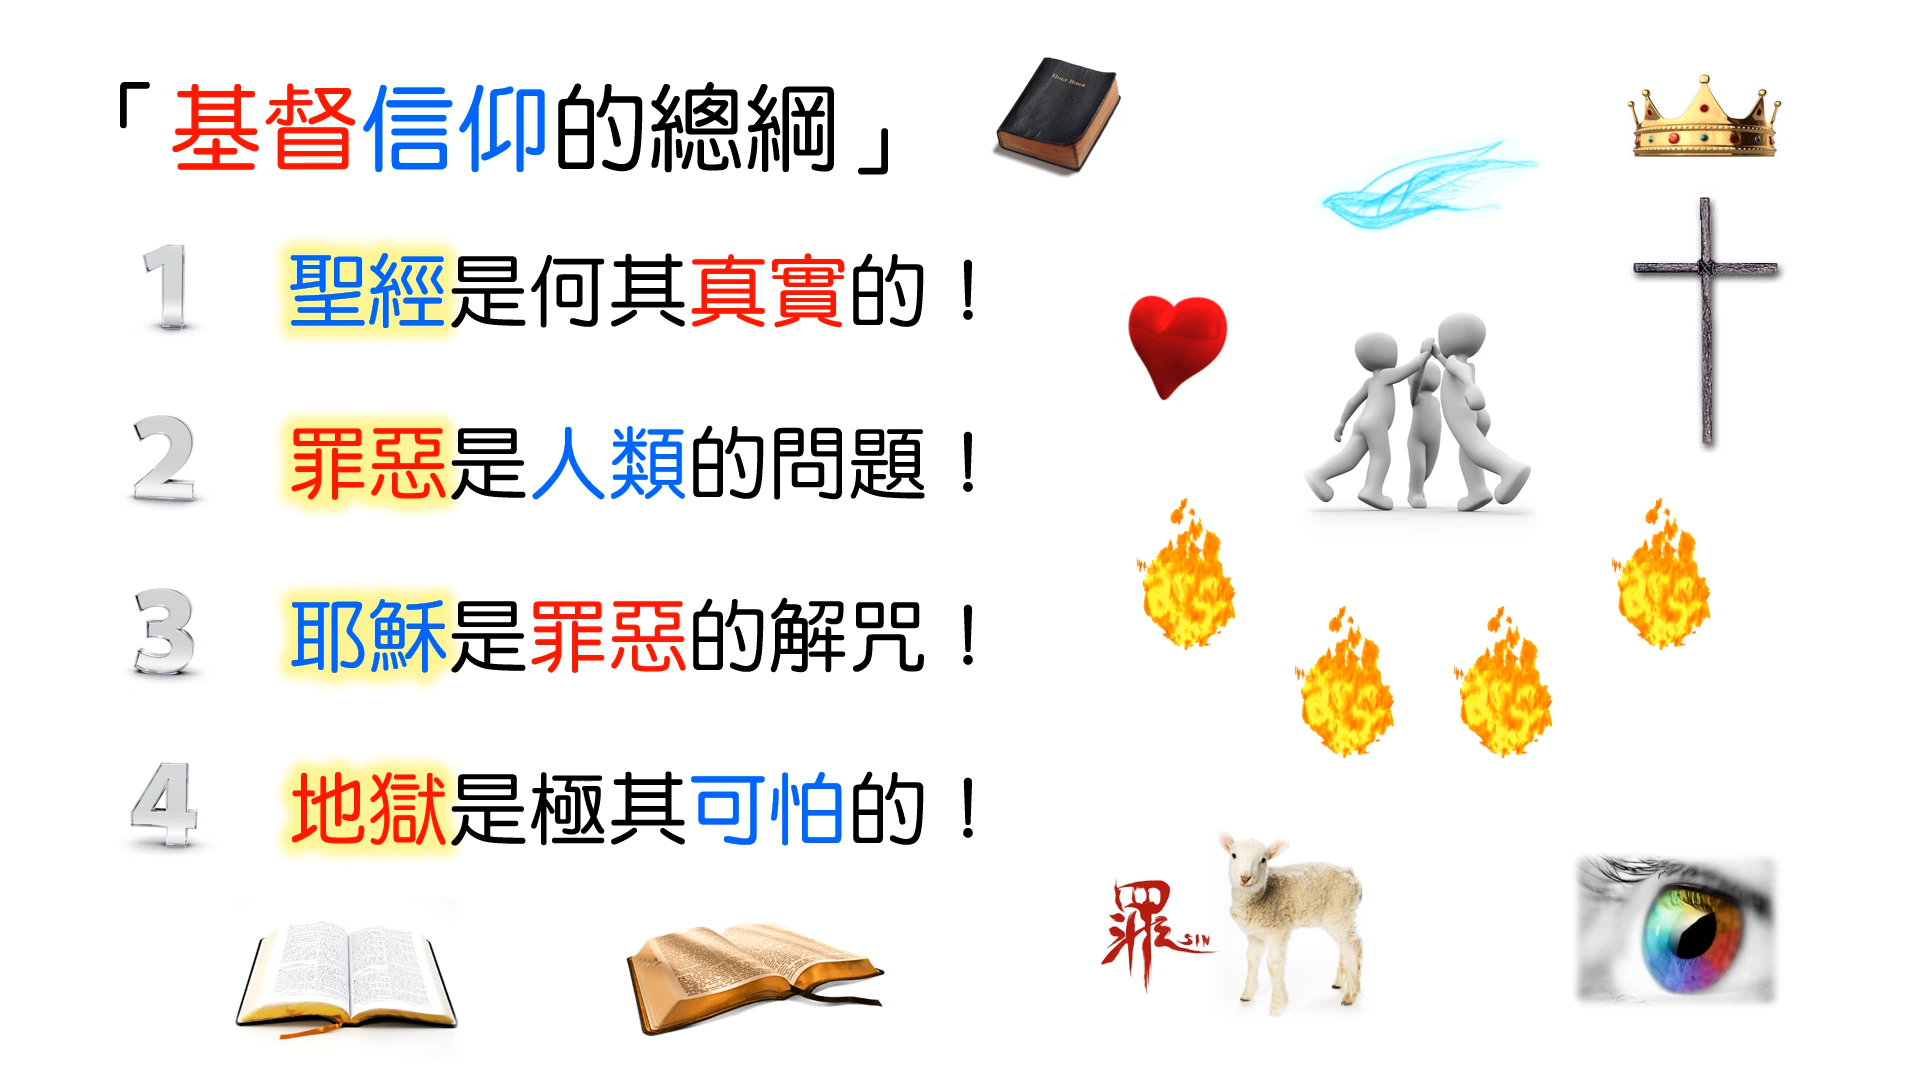 「基督信仰的總綱」
HOLY BIBLE
1 聖經是何其真實的！
2 罪惡是人類的問題！
3 耶穌是罪惡的解咒！
4 地獄是極其可怕的！
罪 SIN